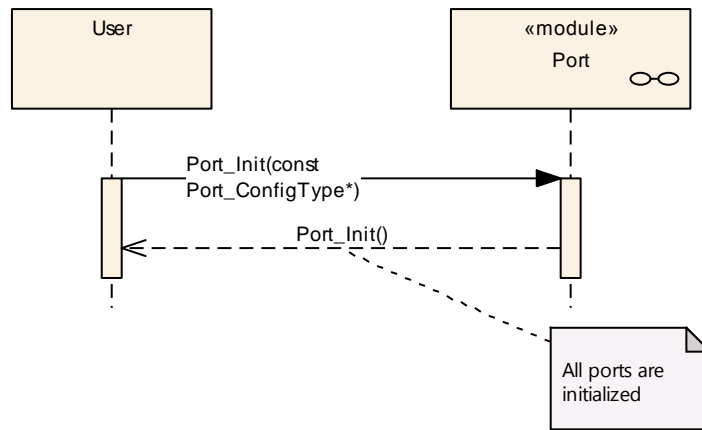 User
«module»
Port
Port_Init(const
Port_ConfigType*)
Port_Init()
All ports are
initialized